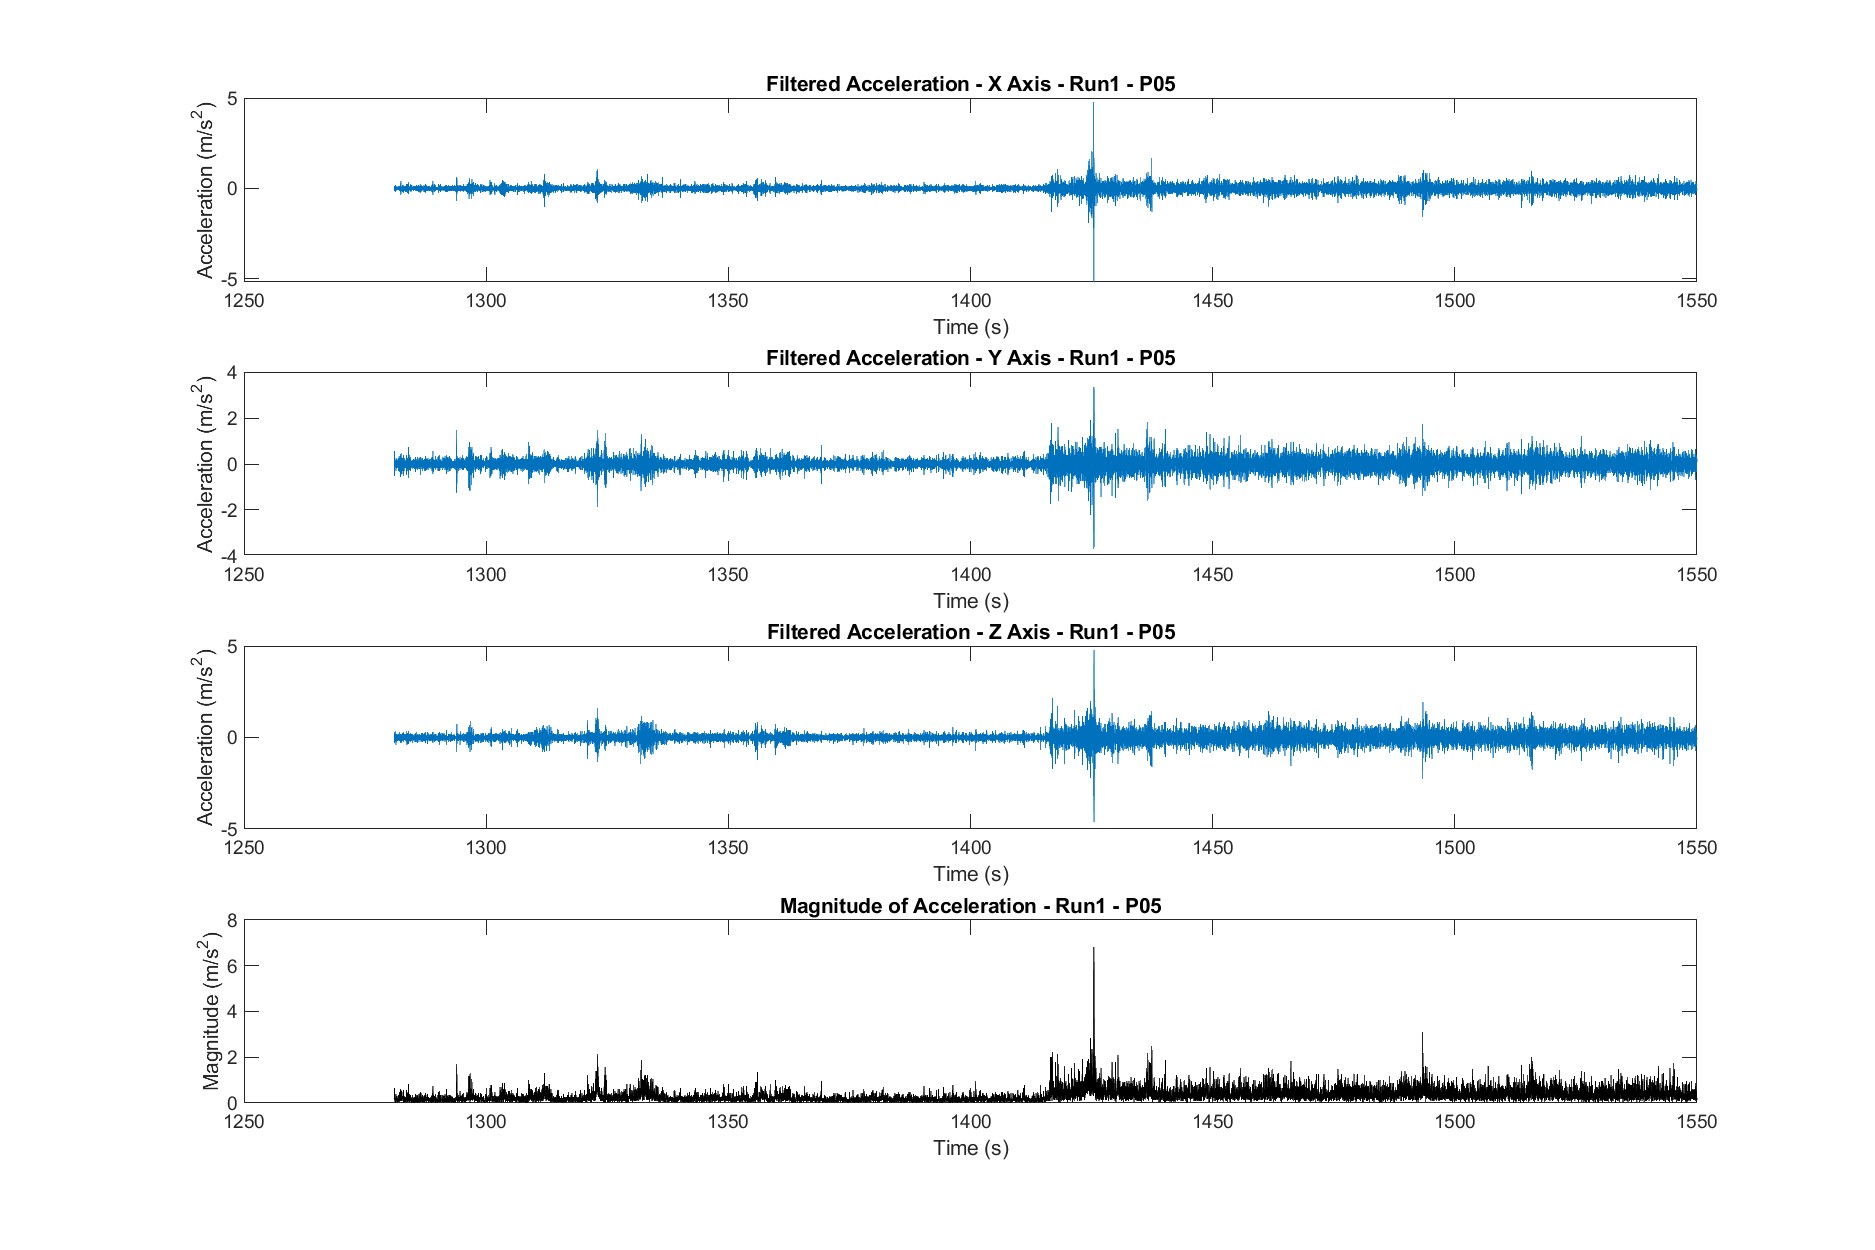 Filtered Acceleration - X Axis - Run1 - P05
Acceleration (m/s²)
5
0
-5
1250 1300 1350 1400 1450 1500 1550
Time (s)
Filtered Acceleration - Y Axis - Run1 - P05
Acceleration (m/s²)
4
2
0
-2
-4
1250 1300 1350 1400 1450 1500 1550
Time (s)
Filtered Acceleration - Z Axis - Run1 - P05
Acceleration (m/s²)
5
0
-5
1250 1300 1350 1400 1450 1500 1550
Time (s)
Magnitude of Acceleration - Run1 - P05
Magnitude (m/s²)
8
6
4
2
0
1250 1300 1350 1400 1450 1500 1550
Time (s)